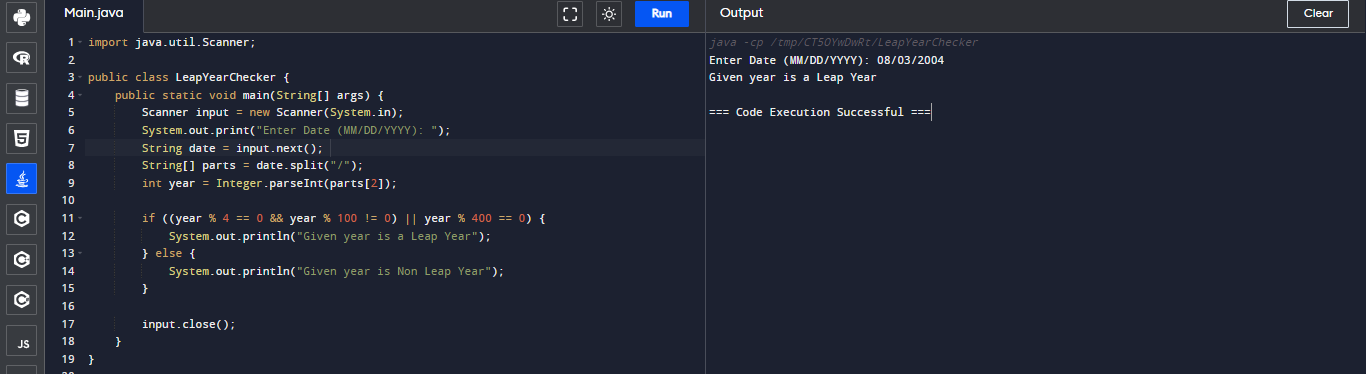 Main.java
Run
Output
Clear
1 import java.util.Scanner;
2
3 public class LeapYearChecker {
4 public static void main(String[] args) {
5 Scanner input = new Scanner(System.in);
6 System.out.print("Enter Date (MM/DD/YYYY): ");
7 String date = input.next();
8 String[] parts = date.split("/");
9 int year = Integer.parseInt(parts[2]);
10
11 if ((year % 4 == 0 && year % 100 != 0) || year % 400 == 0) {
12 System.out.println("Given year is a Leap Year");
13 } else {
14 System.out.println("Given year is Non Leap Year");
15 }
16
17 input.close();
18 }
19 }
java -cp /tmp/CT5OYwDwRt/LeapYearChecker
Enter Date (MM/DD/YYYY): 08/03/2004
Given year is a Leap Year
=== Code Execution Successful ===
R
5
C
C
C
JS